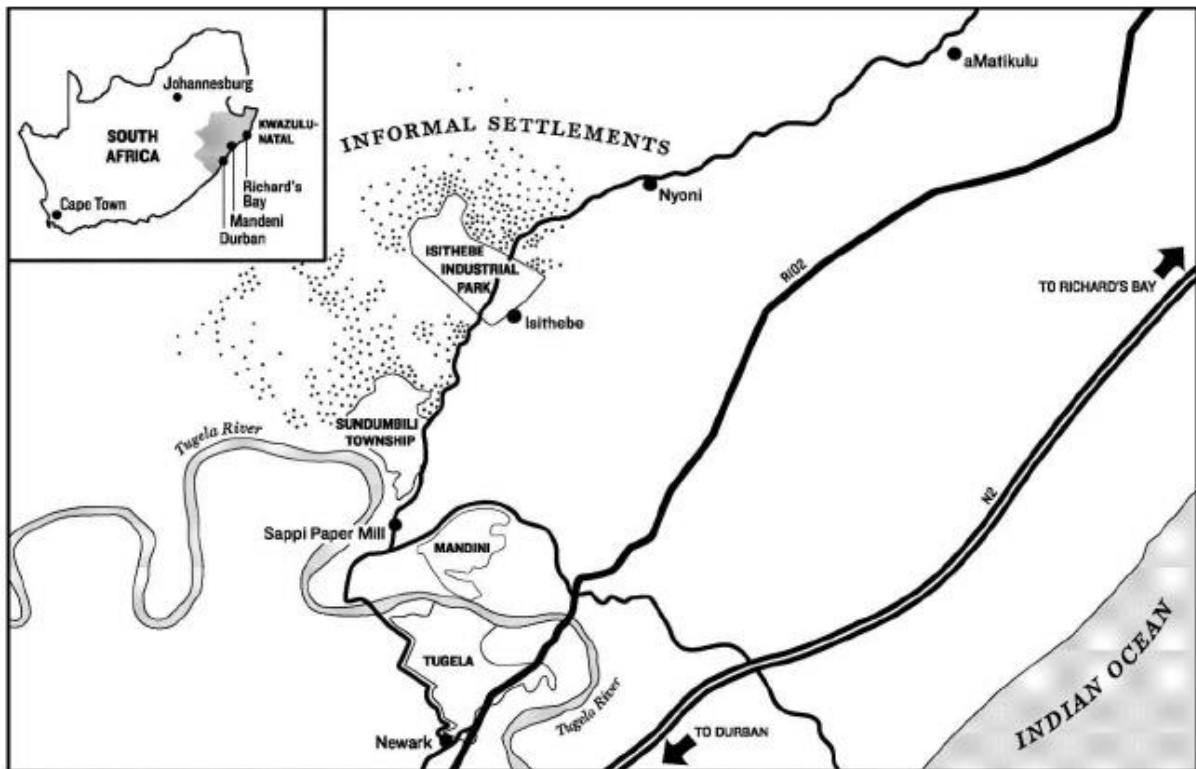 Johannesburg
SOUTH
AFRICA
KWAZULU-
NATAL
Cape Town
Richard's
Bay
Mandeni
Durban
INFORMAL SETTLEMENTS
aMatikulu
Nyoni
ISITHEBE
INDUSTRIAL
PARK
Isithebe
R102
TO RICHARD'S BAY
SUNDUMBILI
TOWNSHIP
Tugela River
Sappi Paper Mill
MANDINI
N2
TUGELA
Tugela River
Newark
TO DURBAN
INDIAN OCEAN